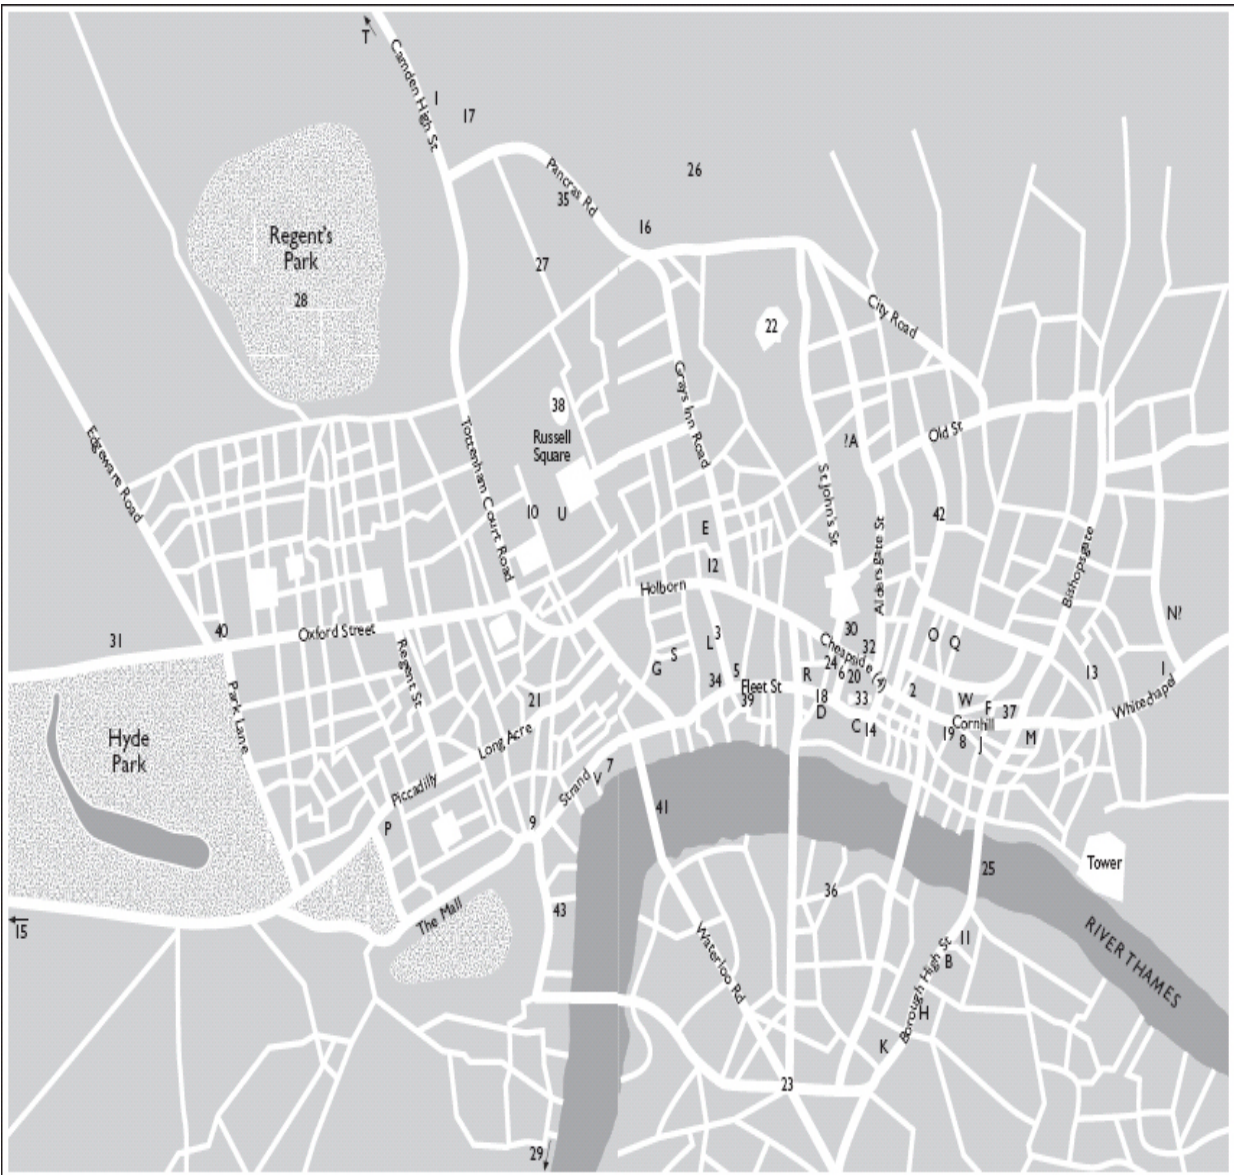 T
Camden High St
1
17
Pancras Rd
26
35
16
Regent's
Park
27
28
City Road
22
Grays Inn Road
38
Russell
Square
Old St
?A
Edgeware Road
Tottenham Court Road
St John's St
10
U
42
E
Aldersgate St
Bishopsgate
12
Holborn
N?
31
40
Oxford Street
3
L
30
O
Q
Cheapside (4)
32
Regent St
G
S
24
6
20
13
I
34
5
Fleet St
R
39
18
33
2
Whitechapel
Park Lane
21
D
W
F
37
Cornhill
C
14
19
8
J
M
Hyde
Park
Long Acre
7
V
Strand
Piccadilly
41
P
9
Tower
25
36
The Mall
43
15
Waterloo Rd
11
B
Borough High St
RIVER THAMES
H
K
23
29